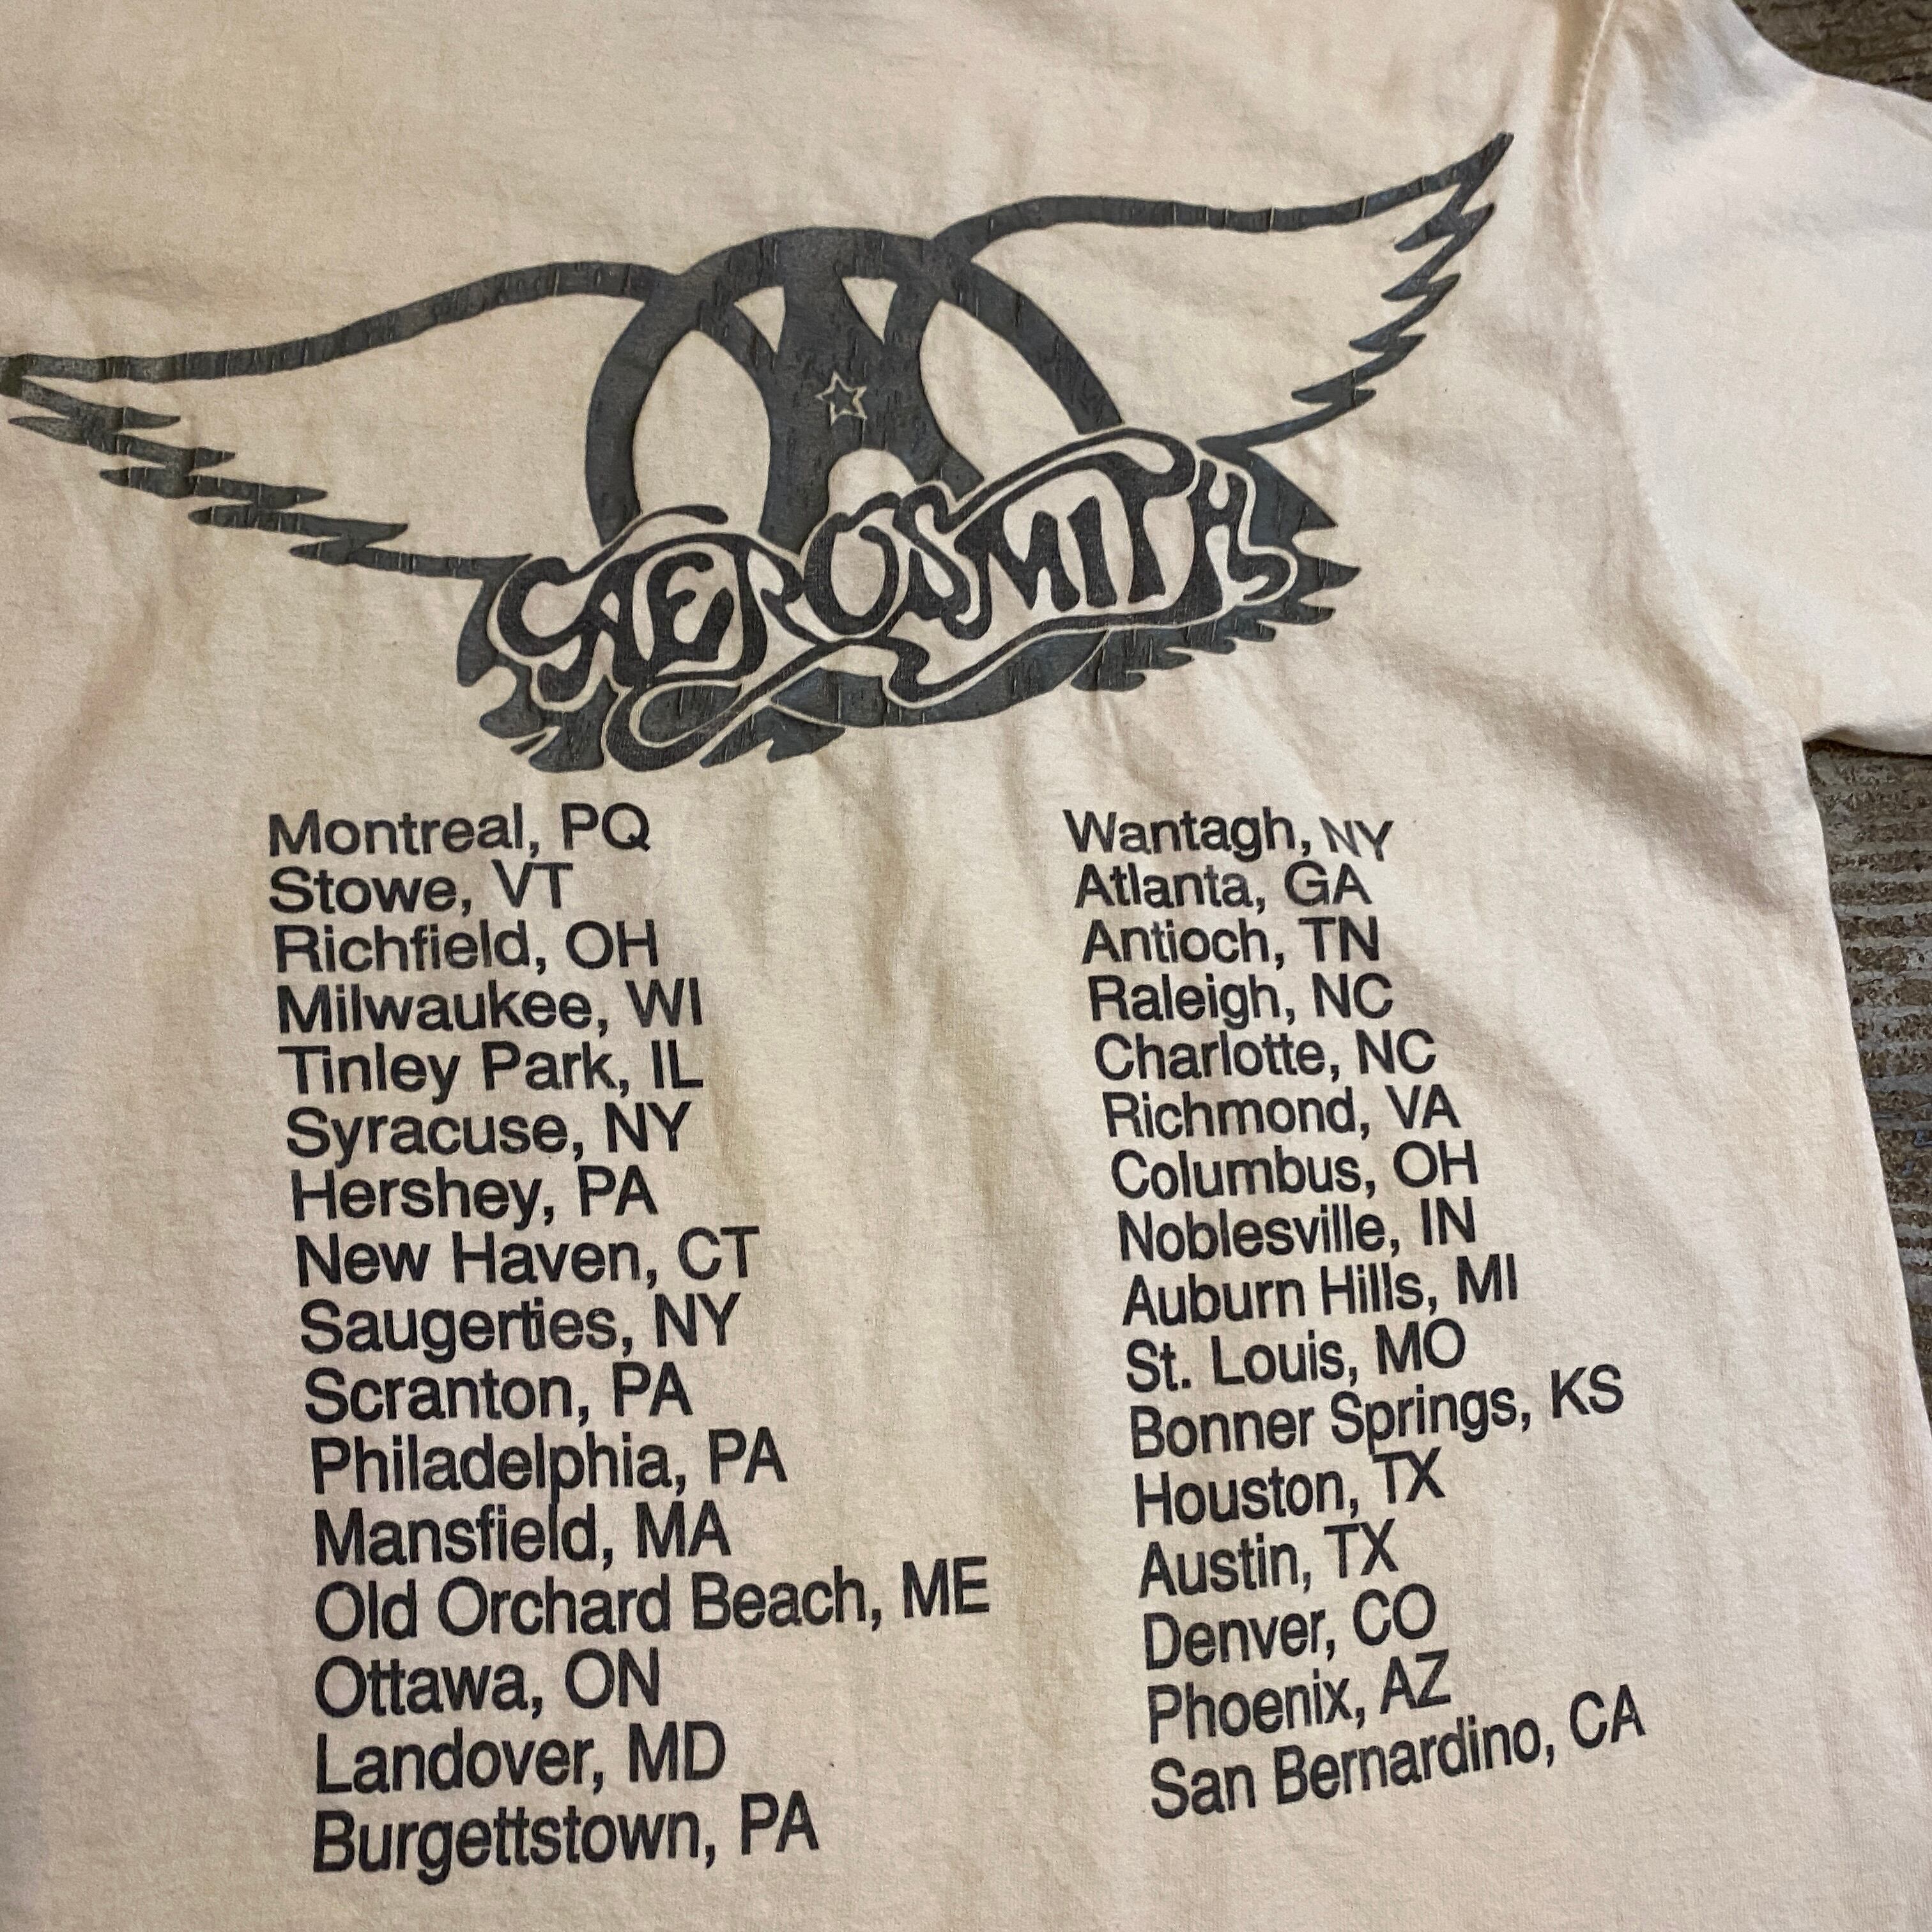 AEROSMITH
Montreal, PQ
Stowe, VT
Richfield, OH
Milwaukee, WI
Tinley Park, IL
Syracuse, NY
Hershey, PA
New Haven, CT
Saugerties, NY
Scranton, PA
Philadelphia, PA
Mansfield, MA
Old Orchard Beach, ME
Ottawa, ON
Landover, MD
Burgettstown, PA
Wantagh, NY
Atlanta, GA
Antioch, TN
Raleigh, NC
Charlotte, NC
Richmond, VA
Columbus, OH
Noblesville, IN
Auburn Hills, MI
St. Louis, MO
Bonner Springs, KS
Houston, TX
Austin, TX
Denver, CO
Phoenix, AZ
San Bernardino, CA